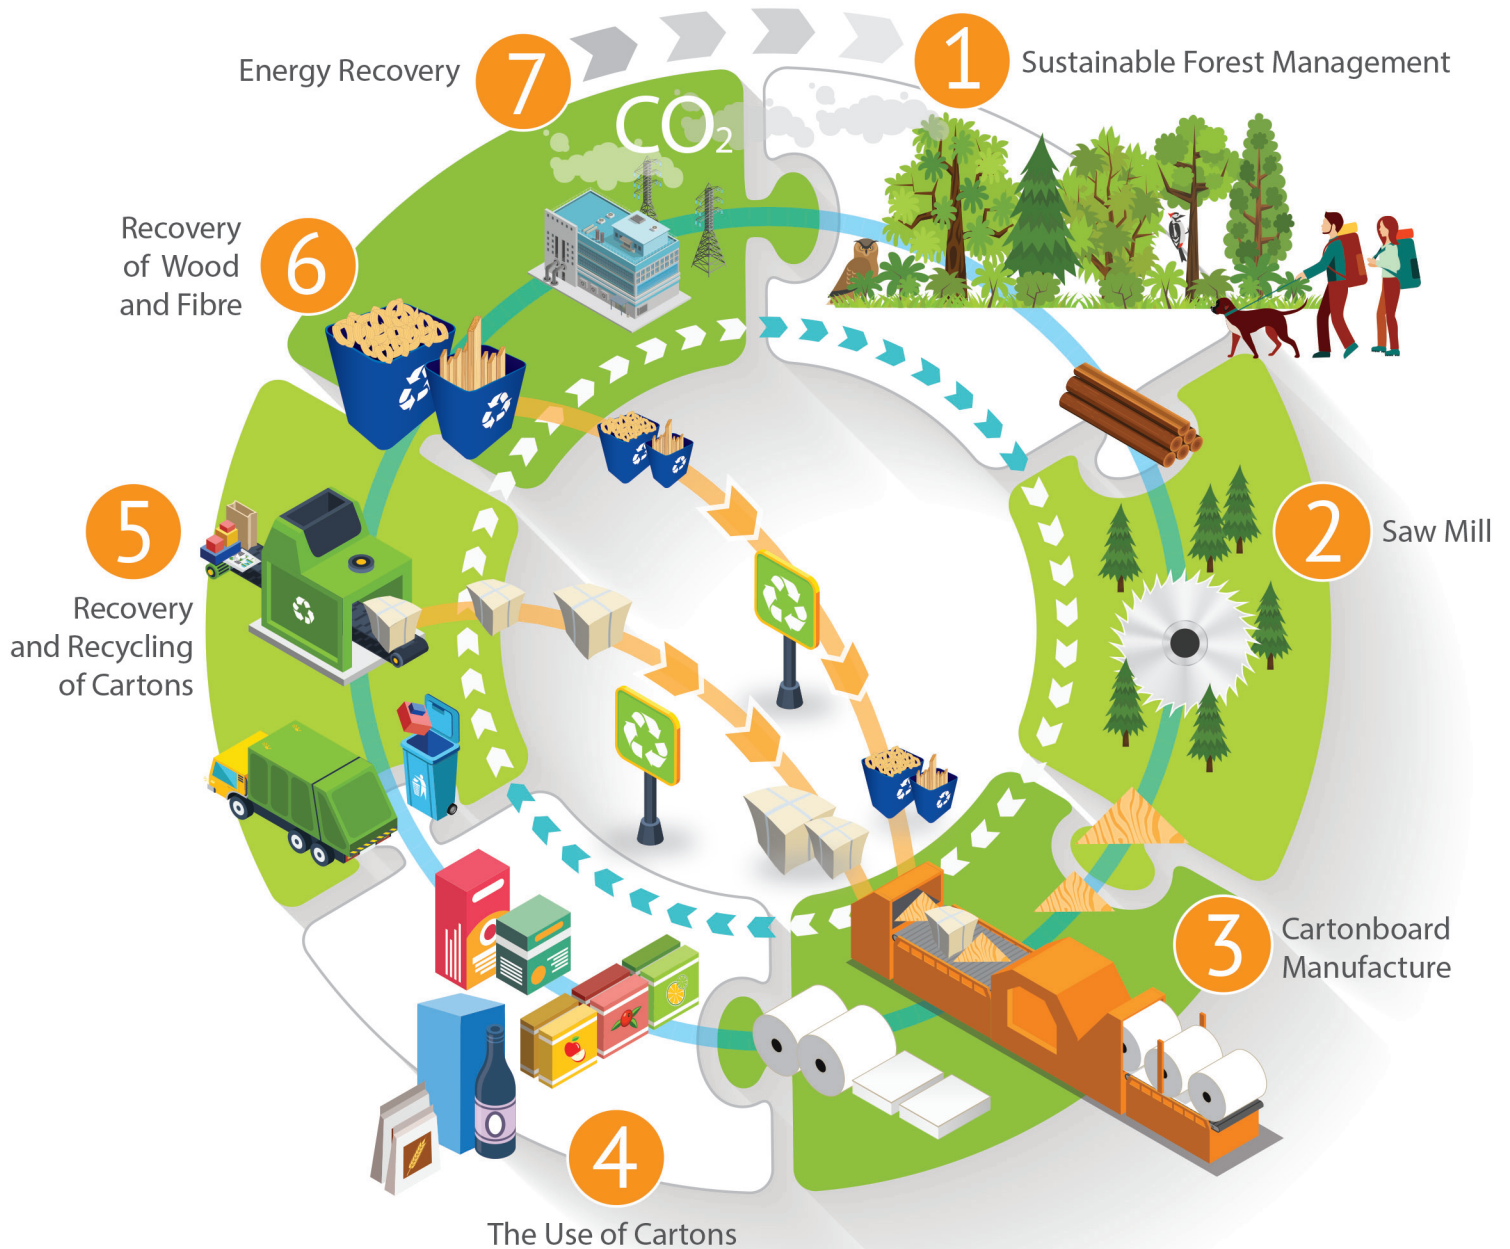 1
Sustainable Forest Management
2
Saw Mill
3
Cartonboard
Manufacture
4
The Use of Cartons
5
Recovery
and Recycling
of Cartons
6
Recovery
of Wood
and Fibre
7
Energy Recovery
CO₂